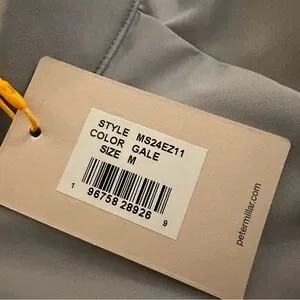 STYLE MS24EZ11
COLOR GALE
SIZE M
1 96758 28926 9
petermillar.com